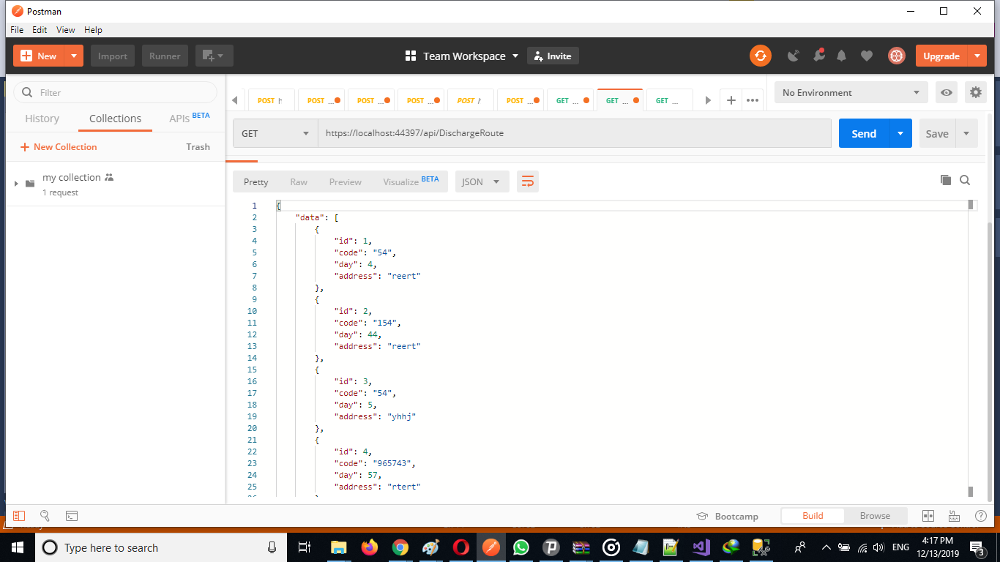 Postman
File Edit View Help
New Import Runner Team Workspace Invite Upgrade
Filter
History Collections APIs BETA
New Collection Trash
my collection
1 request
POST POST ... POST ... POST ... POST POST ... GET ... GET ... GET ...
No Environment
GET https://localhost:44397/api/DischargeRoute Send Save
Pretty Raw Preview Visualize BETA JSON
1 {
2 "data": [
3 {
4 "id": 1,
5 "code": "54",
6 "day": 4,
7 "address": "reert"
8 },
9 {
10 "id": 2,
11 "code": "154",
12 "day": 44,
13 "address": "reert"
14 },
15 {
16 "id": 3,
17 "code": "54",
18 "day": 5,
19 "address": "yhhj"
20 },
21 {
22 "id": 4,
23 "code": "965743",
24 "day": 57,
25 "address": "rtert"
Bootcamp Build Browse
Type here to search
ENG
4:17 PM
12/13/2019
3